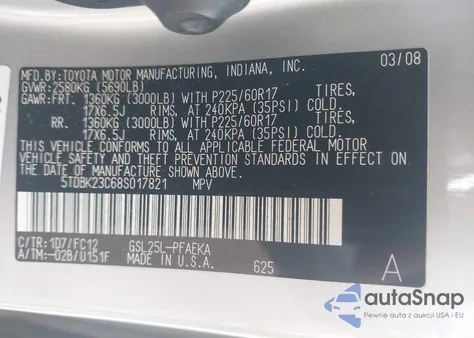 MFD.BY:TOYOTA MOTOR MANUFACTURING, INDIANA, INC. 03/08
GVWR:2580KG (5690LB)
GAWR:FRT. 1360KG (3000LB) WITH P225/60R17 TIRES,
17X6.5J RIMS, AT 240KPA (35PSI) COLD.
RR. 1360KG (3000LB) WITH P225/60R17 TIRES,
17X6.5J RIMS, AT 240KPA (35PSI) COLD.
THIS VEHICLE CONFORMS TO ALL APPLICABLE FEDERAL MOTOR
VEHICLE SAFETY AND THEFT PREVENTION STANDARDS IN EFFECT ON
THE DATE OF MANUFACTURE SHOWN ABOVE.
5TDBK23C68S017821 MPV
C/TR:1D7/FC12 GSL25L-PFAEKA
A/TM:-02B/U151F MADE IN U.S.A. 625 A
autoSnap
Pewne auta z aukcji USA i EU